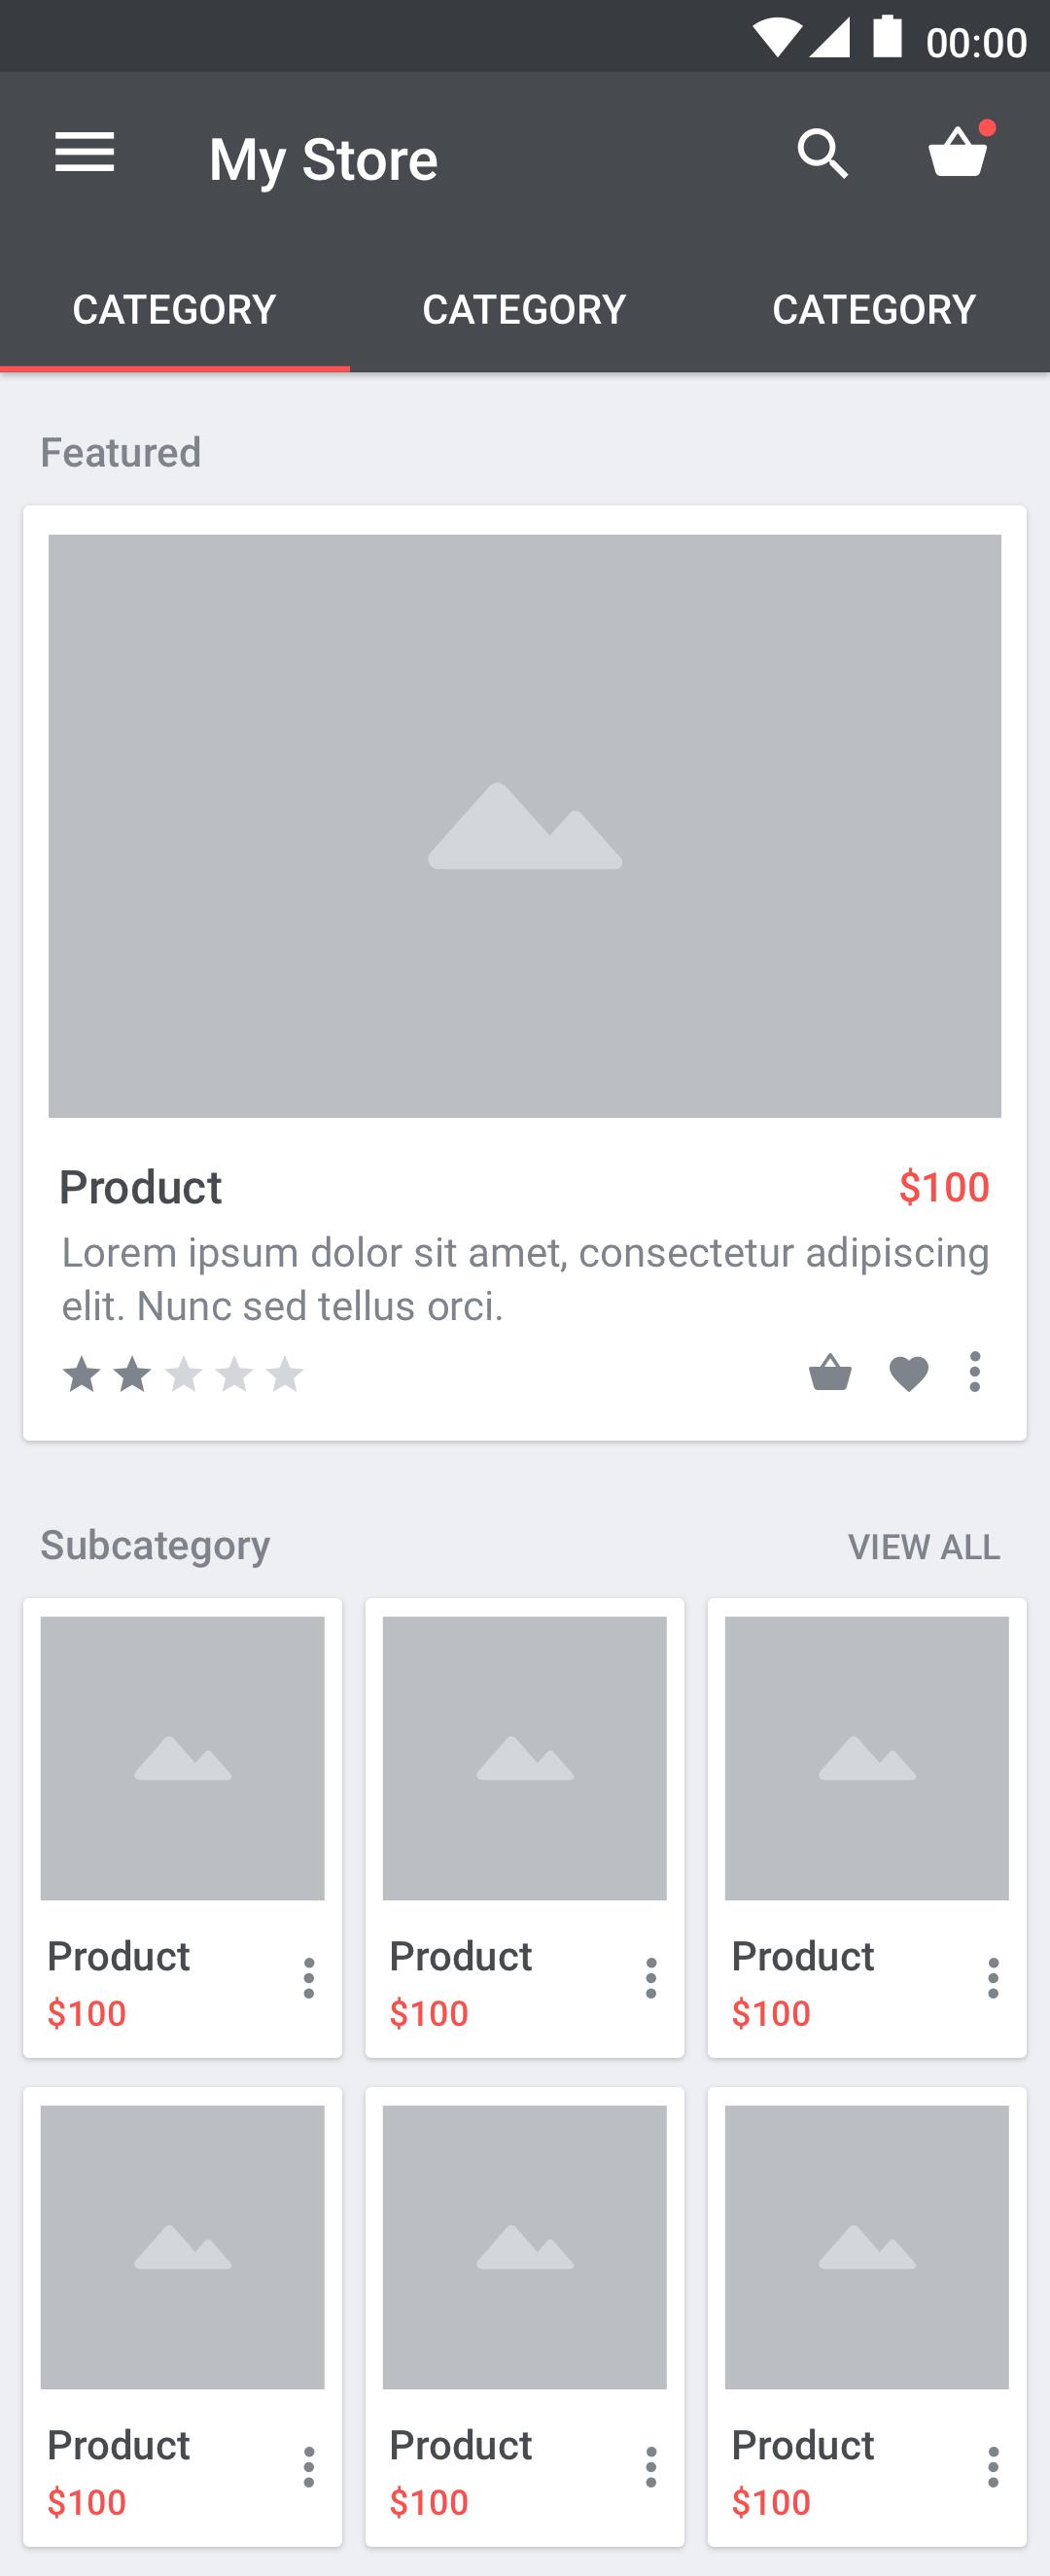 00:00
My Store
CATEGORY CATEGORY CATEGORY
Featured
Product $100
Lorem ipsum dolor sit amet, consectetur adipiscing
elit. Nunc sed tellus orci.
Subcategory VIEW ALL
Product Product Product
$100 $100 $100
Product Product Product
$100 $100 $100